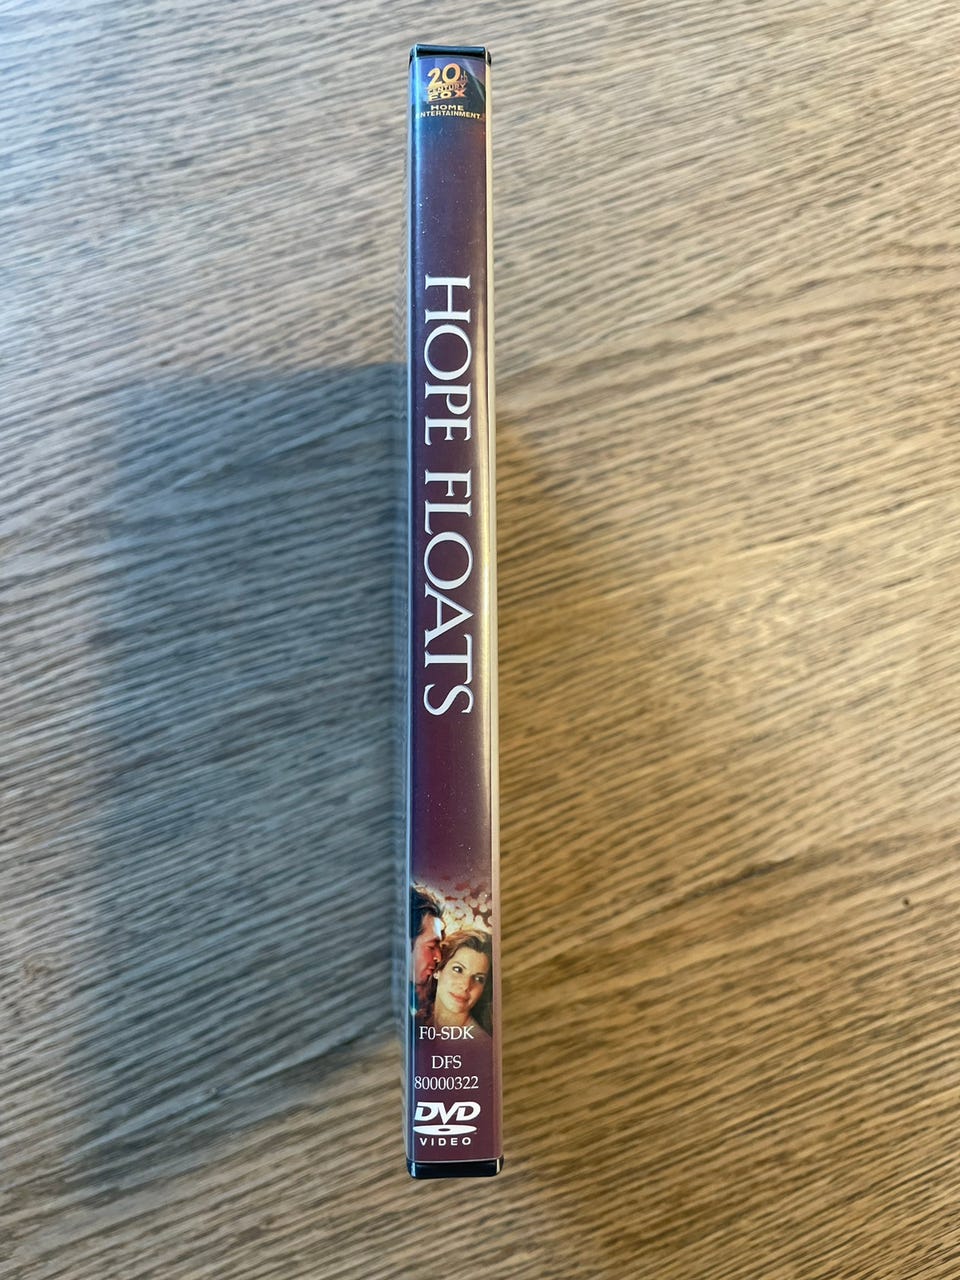 20th
CENTURY
FOX
HOME
ENTERTAINMENT
HOPE FLOATS
F0-SDK
DFS
80000322
DVD
VIDEO